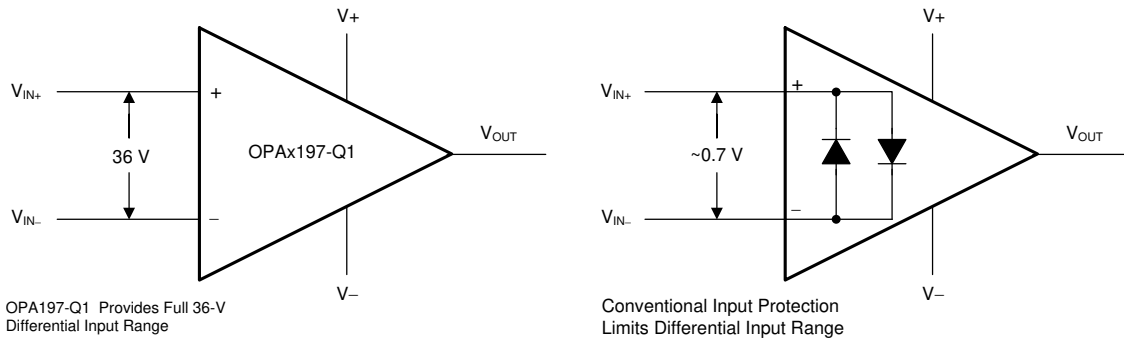 V+
VIN+
+
36 V
OPAx197-Q1
VOUT
VIN−
−
V−
OPA197-Q1 Provides Full 36-V
Differential Input Range
V+
VIN+
+
~0.7 V
VOUT
VIN−
−
V−
Conventional Input Protection
Limits Differential Input Range